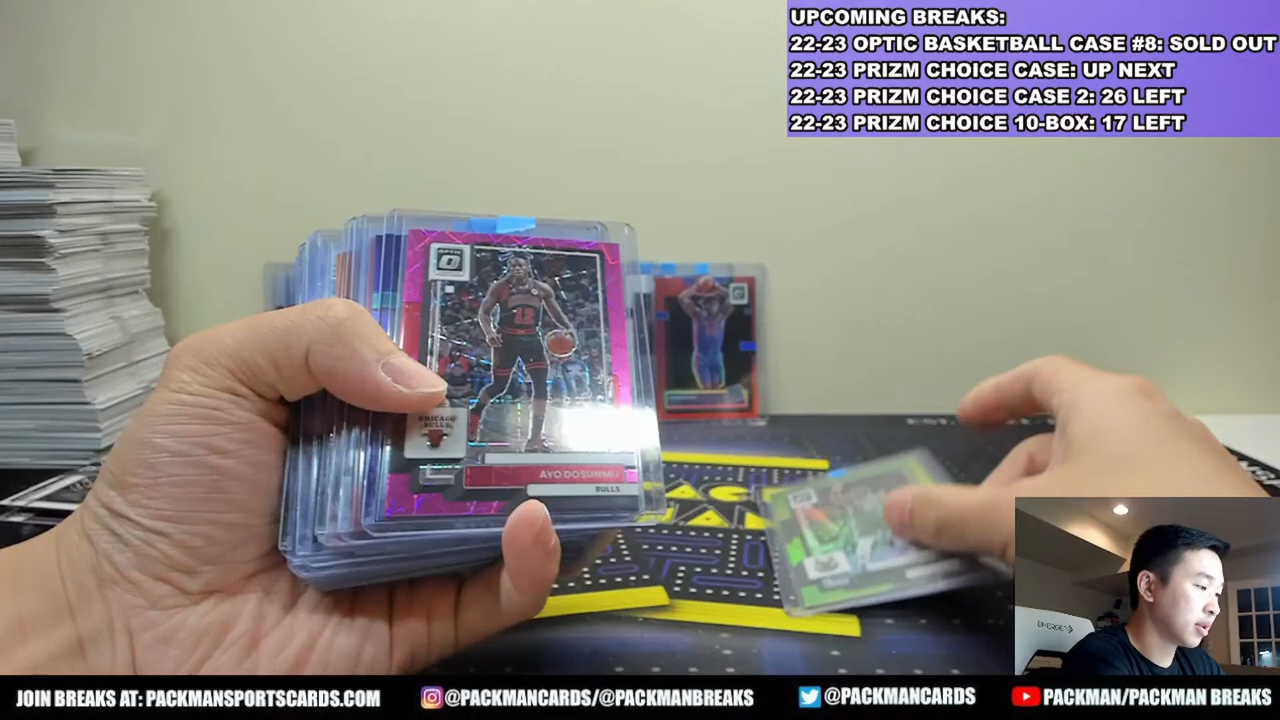 UPCOMING BREAKS:
22-23 OPTIC BASKETBALL CASE #8: SOLD OUT
22-23 PRIZM CHOICE CASE: UP NEXT
22-23 PRIZM CHOICE CASE 2: 26 LEFT
22-23 PRIZM CHOICE 10-BOX: 17 LEFT
OPTIC
12
CHICAGO
BULLS
AYO DOSUNMU
BULLS
JOIN BREAKS AT: PACKMANSPORTSCARDS.COM
@PACKMANCARDS/@PACKMANBREAKS
@PACKMANCARDS
PACKMAN/PACKMAN BREAKS